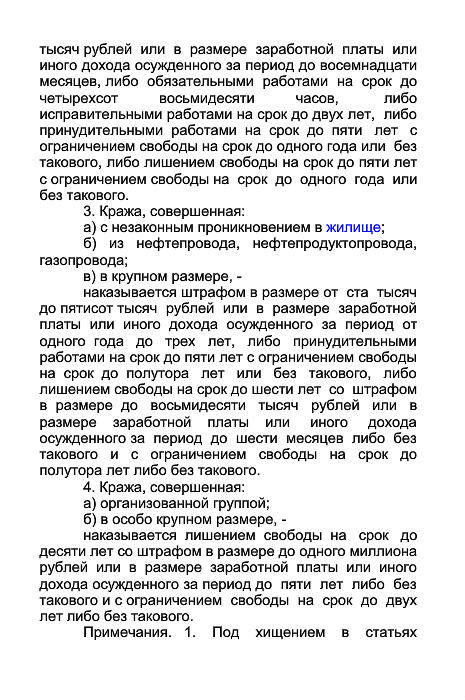 тысяч рублей или в размере заработной платы или
иного дохода осужденного за период до восемнадцати
месяцев, либо обязательными работами на срок до
четырехсот восьмидесяти часов, либо
исправительными работами на срок до двух лет, либо
принудительными работами на срок до пяти лет с
ограничением свободы на срок до одного года или без
такового, либо лишением свободы на срок до пяти лет
с ограничением свободы на срок до одного года или
без такового.
3. Кража, совершенная:
а) с незаконным проникновением в жилище;
б) из нефтепровода, нефтепродуктопровода,
газопровода;
в) в крупном размере, -
наказывается штрафом в размере от ста тысяч
до пятисот тысяч рублей или в размере заработной
платы или иного дохода осужденного за период от
одного года до трех лет, либо принудительными
работами на срок до пяти лет с ограничением свободы
на срок до полутора лет или без такового, либо
лишением свободы на срок до шести лет со штрафом
в размере до восьмидесяти тысяч рублей или в
размере заработной платы или иного дохода
осужденного за период до шести месяцев либо без
такового и с ограничением свободы на срок до
полутора лет либо без такового.
4. Кража, совершенная:
а) организованной группой;
б) в особо крупном размере, -
наказывается лишением свободы на срок до
десяти лет со штрафом в размере до одного миллиона
рублей или в размере заработной платы или иного
дохода осужденного за период до пяти лет либо без
такового и с ограничением свободы на срок до двух
лет либо без такового.
Примечания. 1. Под хищением в статьях